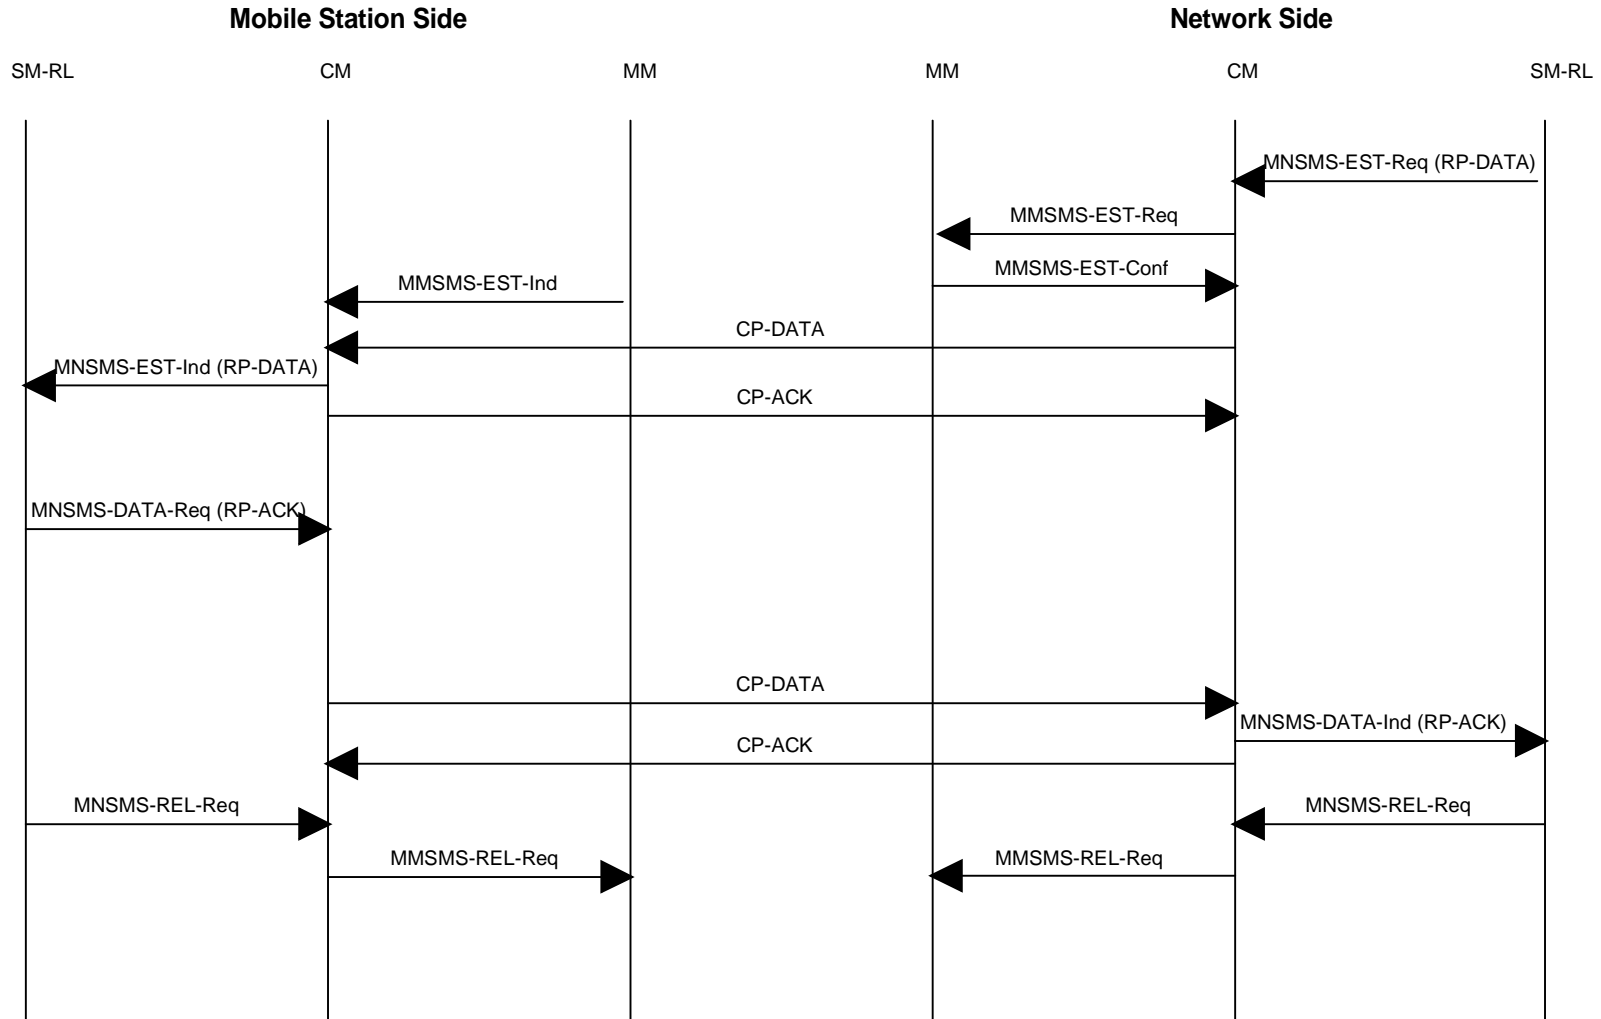 Mobile Station Side Network Side
SM-RL CM MM MM CM SM-RL
MNSMS-EST-Req (RP-DATA)
MMSMS-EST-Req
MMSMS-EST-Conf
MMSMS-EST-Ind
CP-DATA
MNSMS-EST-Ind (RP-DATA)
CP-ACK
MNSMS-DATA-Req (RP-ACK)
CP-DATA
MNSMS-DATA-Ind (RP-ACK)
CP-ACK
MNSMS-REL-Req MNSMS-REL-Req
MMSMS-REL-Req MMSMS-REL-Req